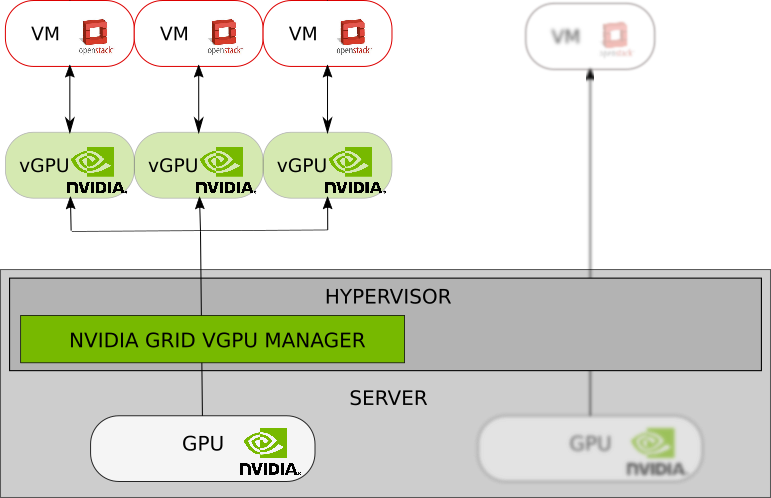 VM openstack VM openstack VM openstack VM openstack
vGPU NVIDIA. vGPU NVIDIA. vGPU NVIDIA.
HYPERVISOR
NVIDIA GRID VGPU MANAGER
SERVER
GPU NVIDIA. GPU NVIDIA.